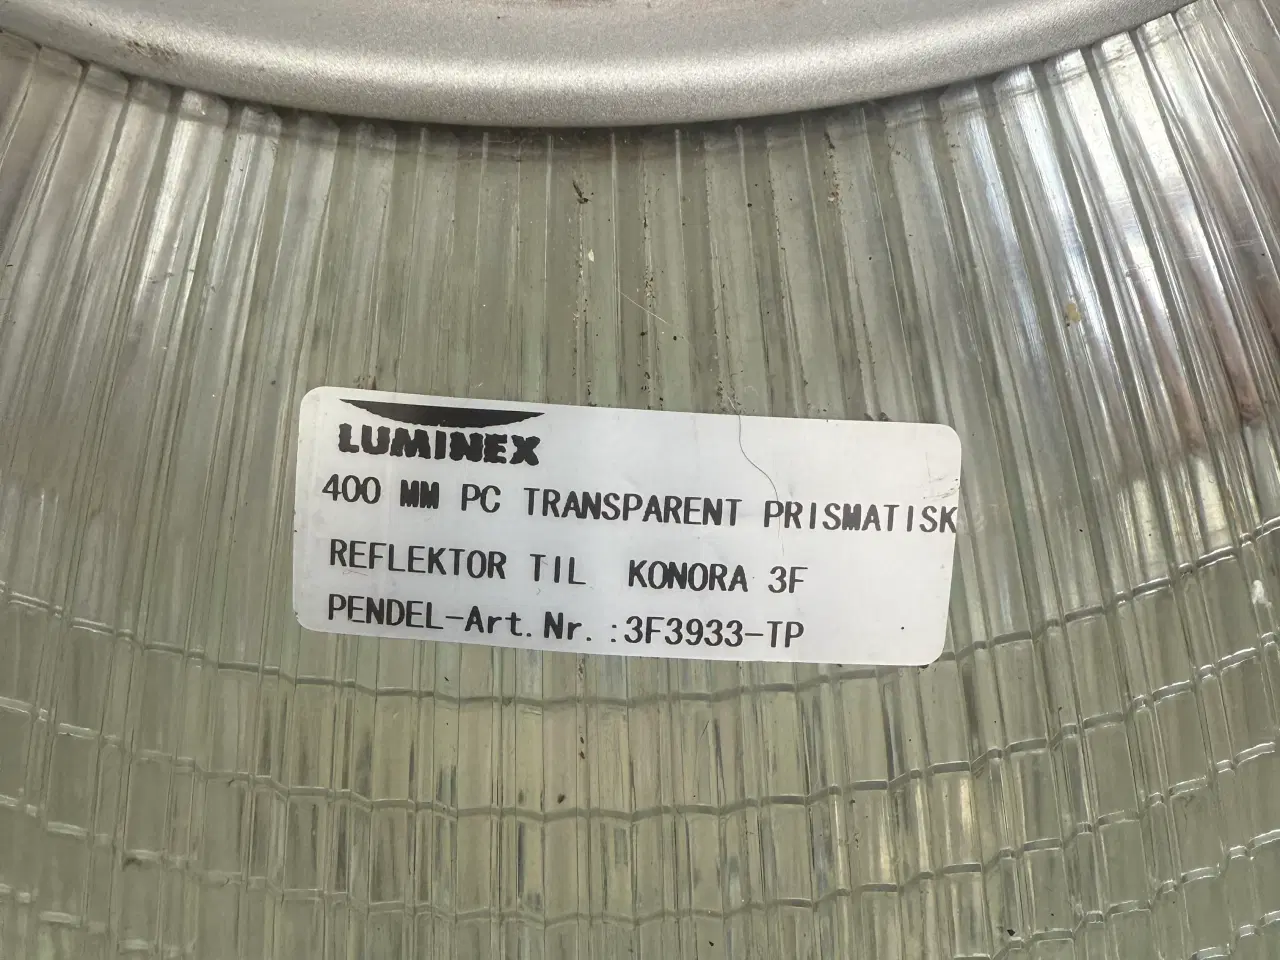 LUMINEX
400 MM PC TRANSPARENT PRISMATISK
REFLEKTOR TIL KONORA 3F
PENDEL-Art.Nr.:3F3933-TP